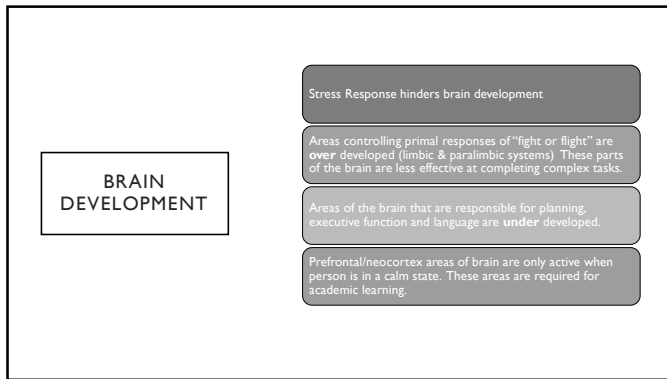 BRAIN
DEVELOPMENT
Stress Response hinders brain development
Areas controlling primal responses of “fight or flight” are
over developed (limbic & paralimbic systems)  These parts
of the brain are less effective at completing complex tasks.
Areas of the brain that are responsible for planning,
executive function and language are under developed.
Prefrontal/neocortex areas of brain are only active when
person is in a calm state. These areas are required for
academic learning.